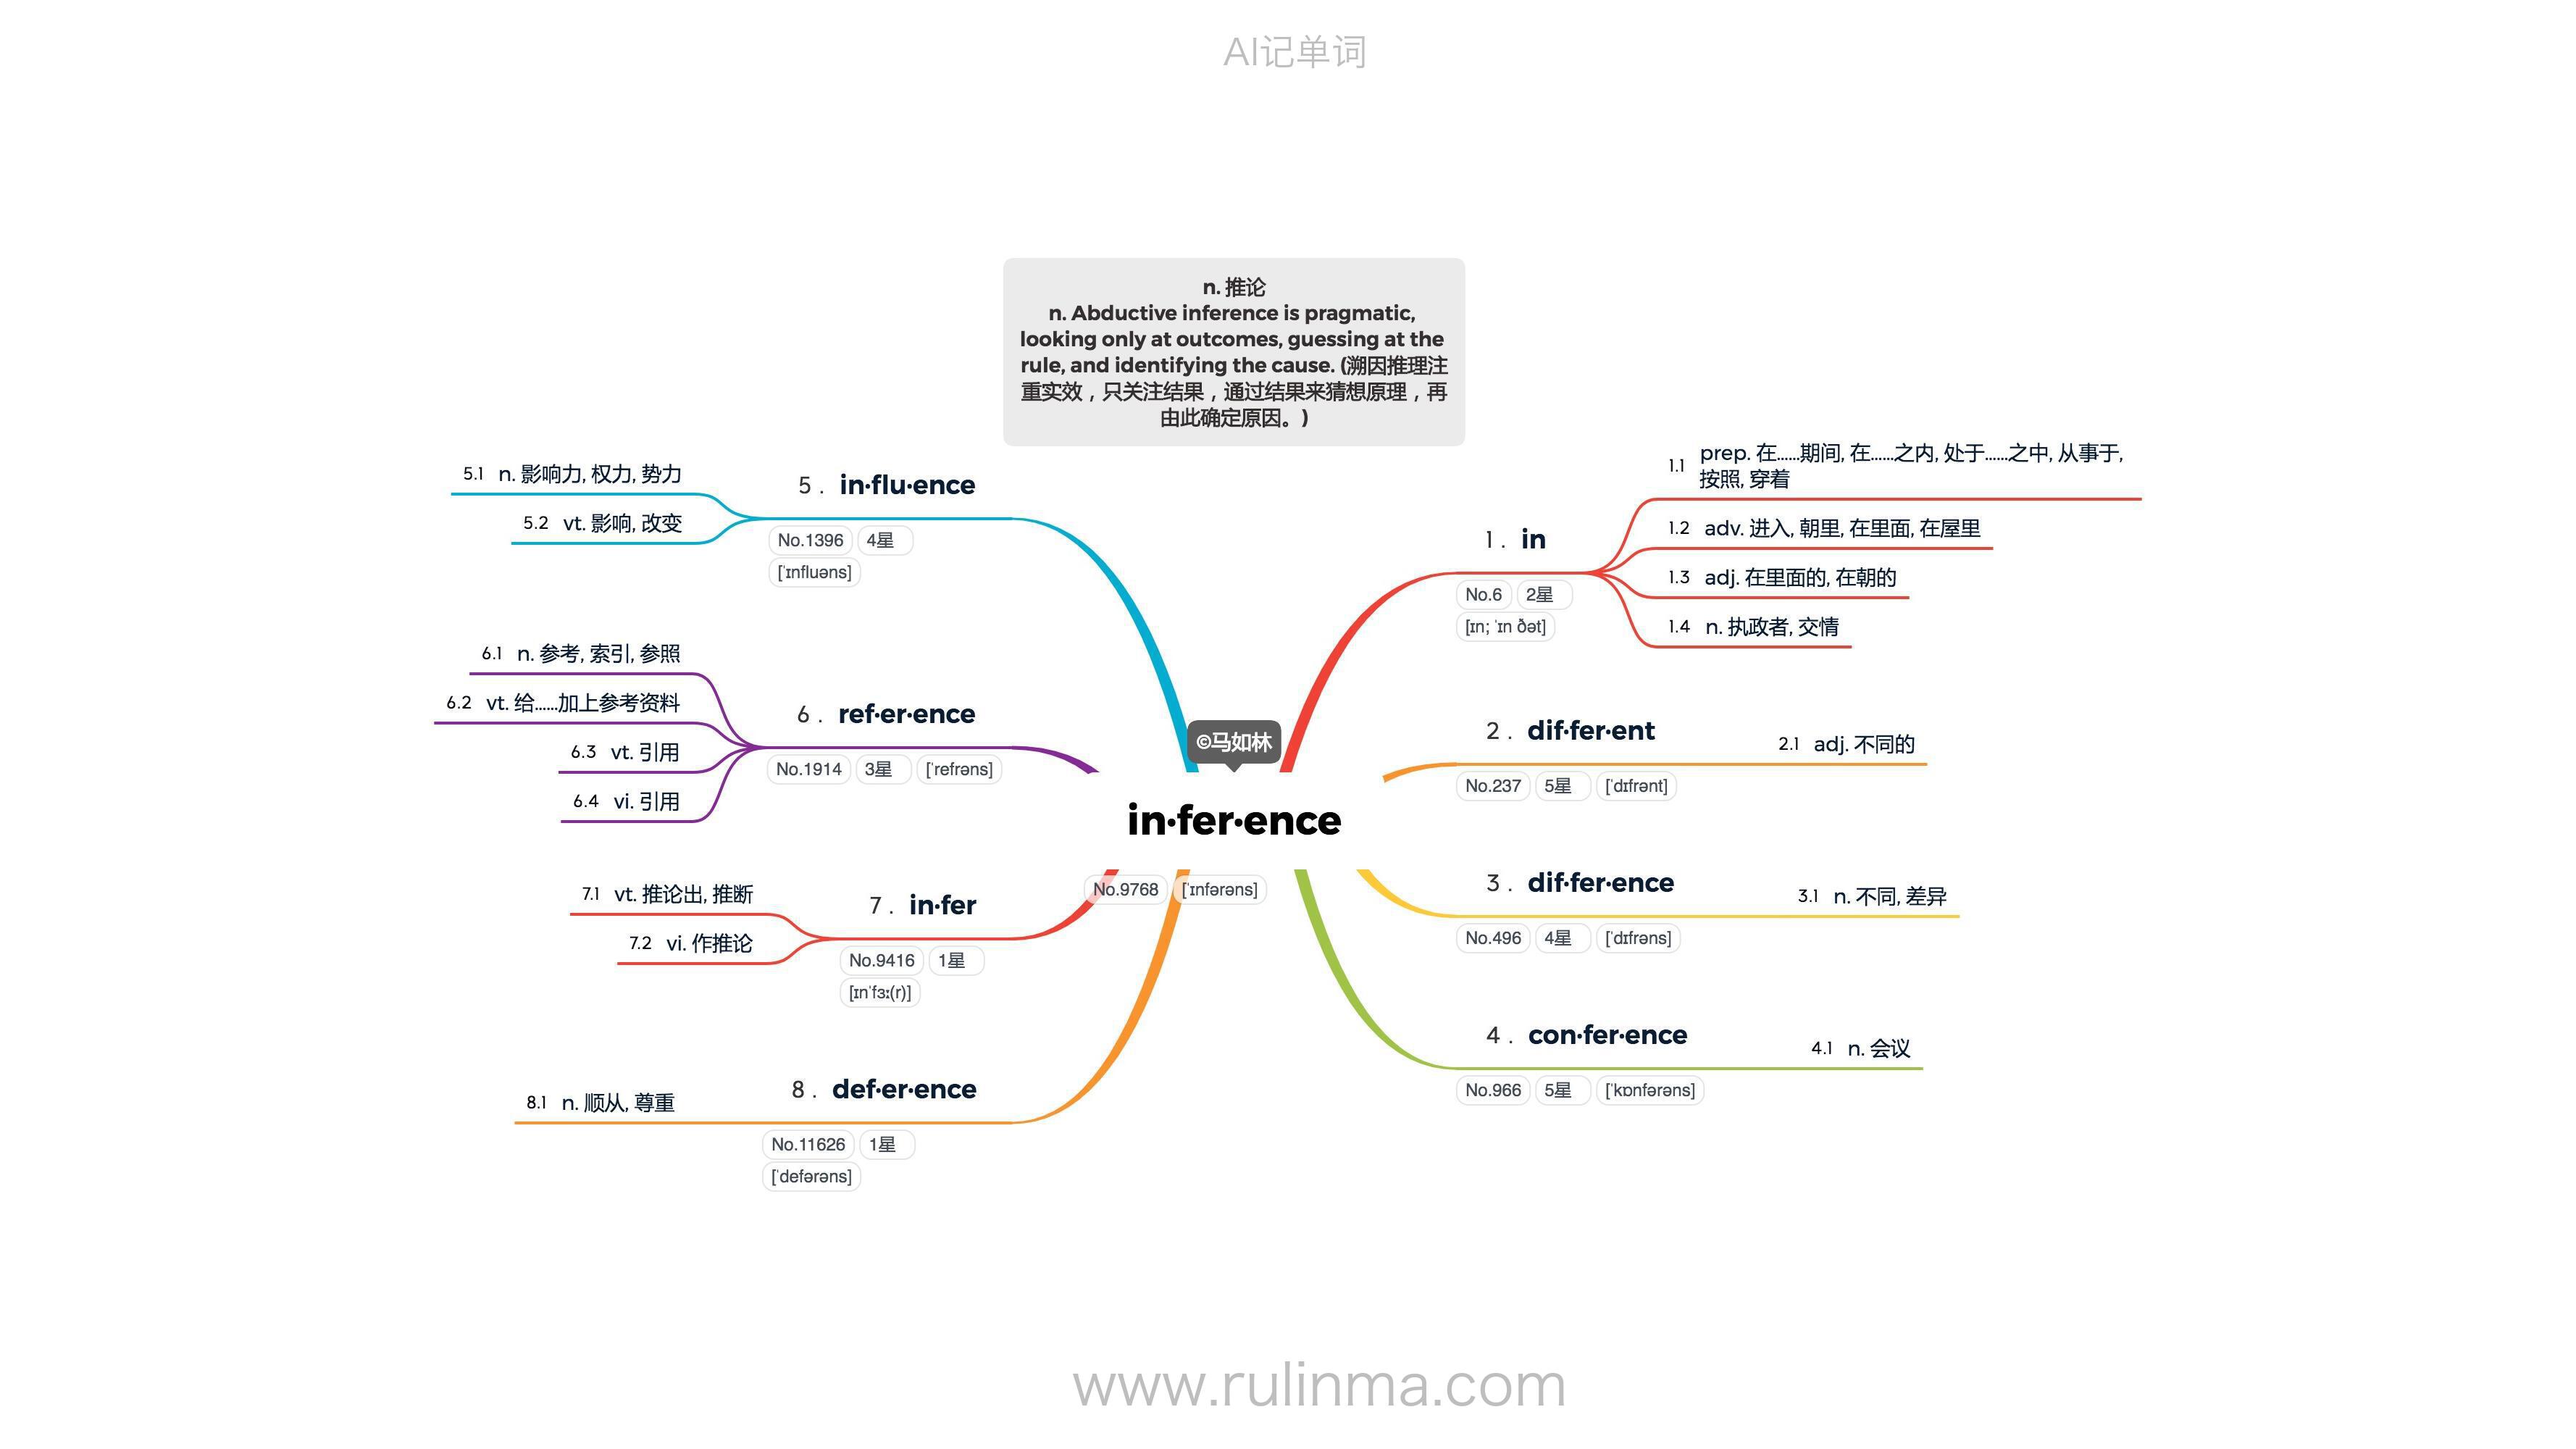 AI记单词
n. 推论
n. Abductive inference is pragmatic,
looking only at outcomes, guessing at the
rule, and identifying the cause. (溯因推理注
重实效，只关注结果，通过结果来猜想原理，再
由此确定原因。)
©马如林
in·fer·ence
No.9768 [ˈɪnfərəns]
1. in
No.6 2星
[ɪn; ˈɪn ðət]
1.1 prep. 在……期间, 在……之内, 处于……之中, 从事于,
按照, 穿着
1.2 adv. 进入, 朝里, 在里面, 在屋里
1.3 adj. 在里面的, 在朝的
1.4 n. 执政者, 交情
2. dif·fer·ent
No.237 5星 [ˈdɪfrənt]
2.1 adj. 不同的
3. dif·fer·ence
No.496 4星 [ˈdɪfrəns]
3.1 n. 不同, 差异
4. con·fer·ence
No.966 5星 [ˈkɒnfərəns]
4.1 n. 会议
5. in·flu·ence
No.1396 4星
[ˈɪnfluəns]
5.1 n. 影响力, 权力, 势力
5.2 vt. 影响, 改变
6. ref·er·ence
No.1914 3星 [ˈrefrəns]
6.1 n. 参考, 索引, 参照
6.2 vt. 给……加上参考资料
6.3 vt. 引用
6.4 vi. 引用
7. in·fer
No.9416 1星
[ɪnˈfɜː(r)]
7.1 vt. 推论出, 推断
7.2 vi. 作推论
8. def·er·ence
No.11626 1星
[ˈdefərəns]
8.1 n. 顺从, 尊重
www.rulinma.com